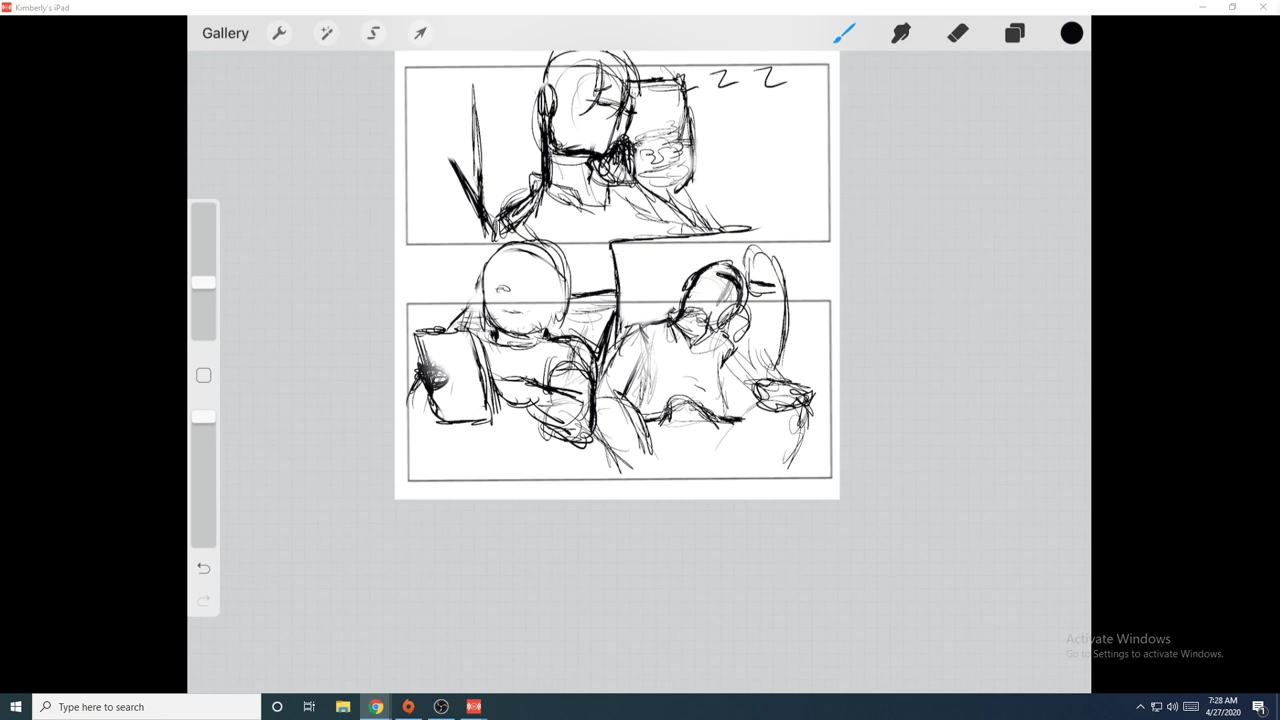 Kimberly's iPad
Gallery
Z Z
Activate Windows
Go to Settings to activate Windows.
Type here to search
7:28 AM
4/27/2020